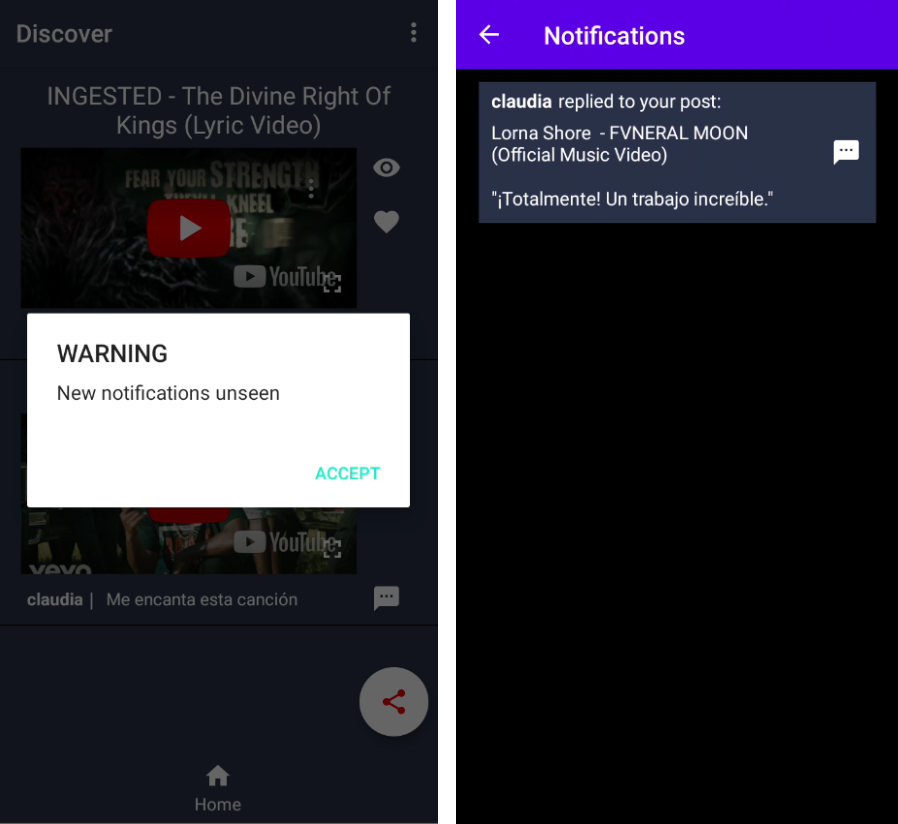 Discover
INGESTED - The Divine Right Of
Kings (Lyric Video)
FEAR YOUR STRENGTH
THEY'LL KNEEL
YouTube
WARNING
New notifications unseen
ACCEPT
YouTube
vevo
claudia | Me encanta esta canción
Home
Notifications
claudia replied to your post:
Lorna Shore - FVNERAL MOON
(Official Music Video)
"¡Totalmente! Un trabajo increíble."